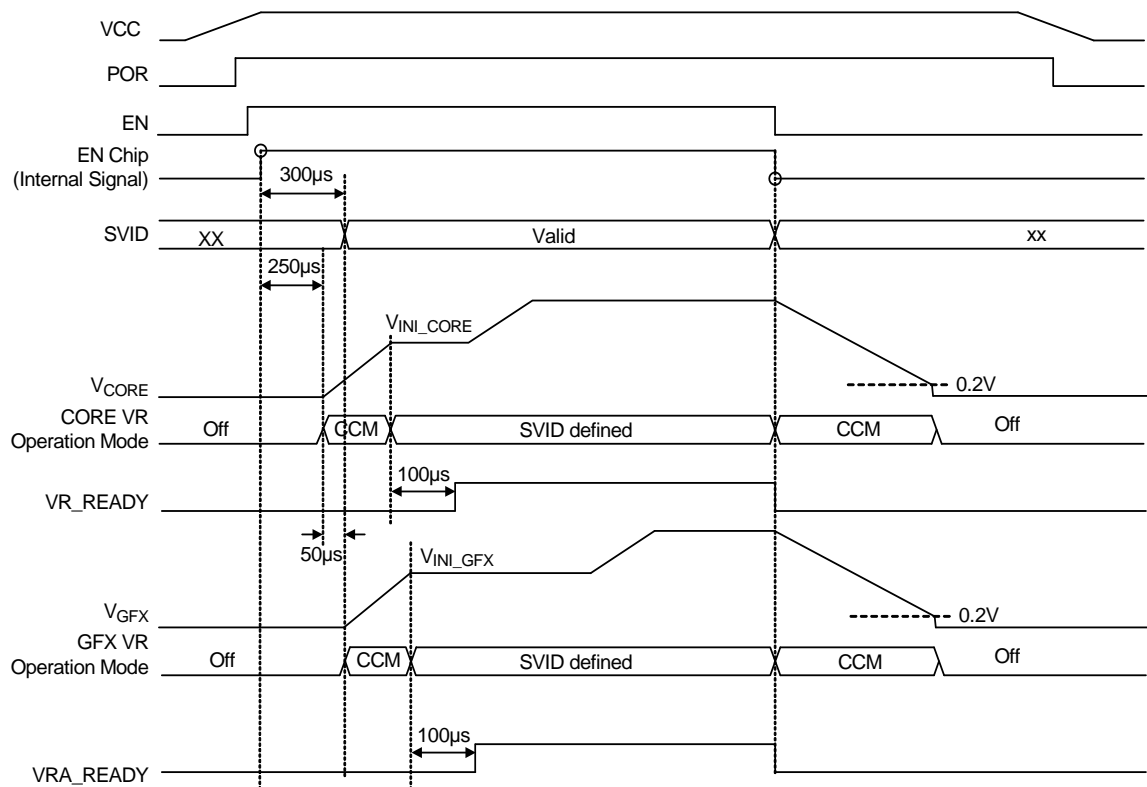 VCC
POR
EN
EN Chip
(Internal Signal)
300µs
SVID
XX
Valid
xx
250µs
VINI_CORE
VCORE
0.2V
CORE VR
Operation Mode
Off
CCM
SVID defined
CCM
Off
100µs
VR_READY
50µs
VINI_GFX
VGFX
0.2V
GFX VR
Operation Mode
Off
CCM
SVID defined
CCM
Off
100µs
VRA_READY